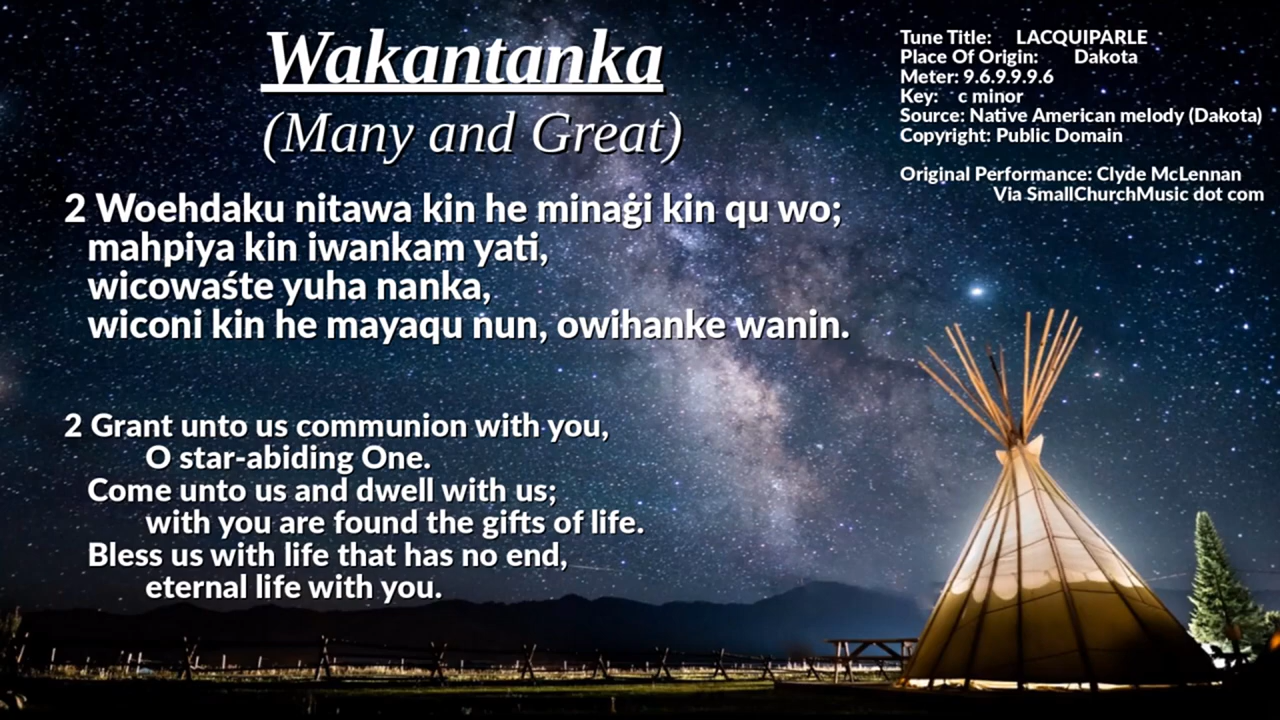 Wakantanka
(Many and Great)
Tune Title: LACQUIPARLE
Place Of Origin: Dakota
Meter: 9.6.9.9.9.6
Key: c minor
Source: Native American melody (Dakota)
Copyright: Public Domain
Original Performance: Clyde McLennan
Via SmallChurchMusic dot com
2 Woehdaku nitawa kin he minaġi kin qu wo;
mahpiya kin iwankam yati,
wicowaśte yuha nanka,
wiconi kin he mayaqu nun, owihanke wanin.
2 Grant unto us communion with you,
O star-abiding One.
Come unto us and dwell with us;
with you are found the gifts of life.
Bless us with life that has no end,
eternal life with you.